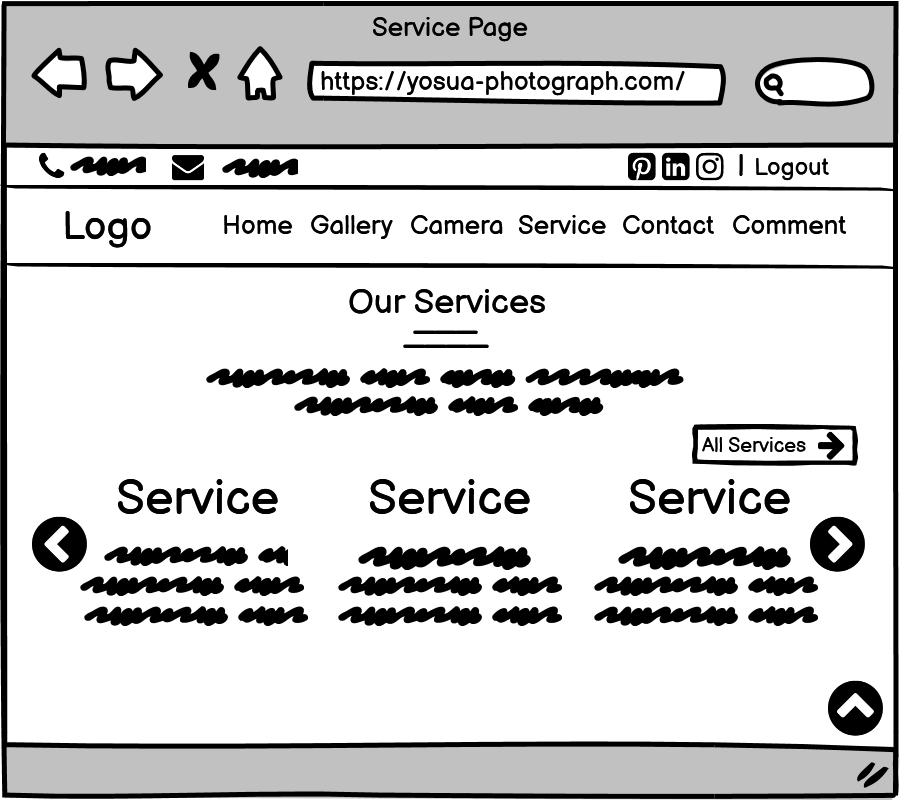 Service Page
https://yosua-photograph.com/
Logout
Logo Home Gallery Camera Service Contact Comment
Our Services
All Services
Service Service Service